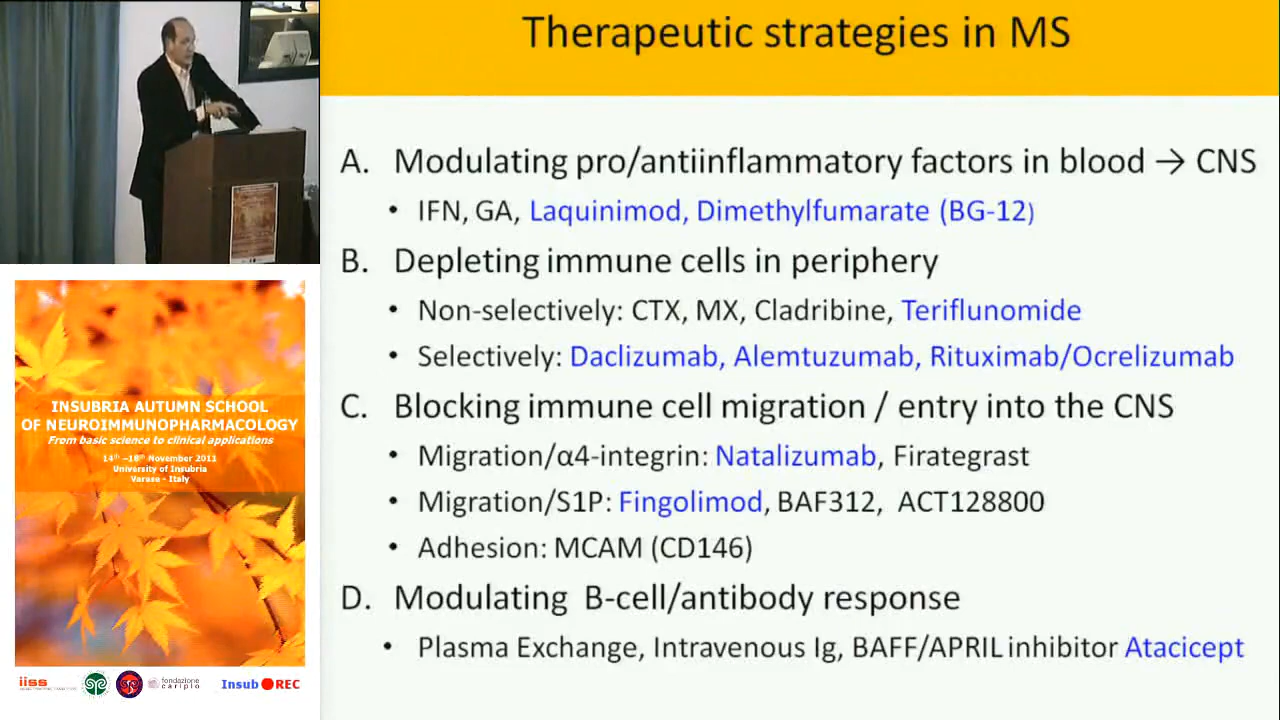 Therapeutic strategies in MS
A. Modulating pro/antiinflammatory factors in blood → CNS
• IFN, GA, Laquinimod, Dimethylfumarate (BG-12)
B. Depleting immune cells in periphery
• Non-selectively: CTX, MX, Cladribine, Teriflunomide
• Selectively: Daclizumab, Alemtuzumab, Rituximab/Ocrelizumab
C. Blocking immune cell migration / entry into the CNS
• Migration/α4-integrin: Natalizumab, Firategrast
• Migration/S1P: Fingolimod, BAF312, ACT128800
• Adhesion: MCAM (CD146)
D. Modulating B-cell/antibody response
• Plasma Exchange, Intravenous Ig, BAFF/APRIL inhibitor Atacicept
INSUBRIA AUTUMN SCHOOL
OF NEUROIMMUNOPHARMACOLOGY
From basic science to clinical applications
14th –18th November 2011
University of Insubria
Varese - Italy
iiss
fondazione
cariplo
Insub REC